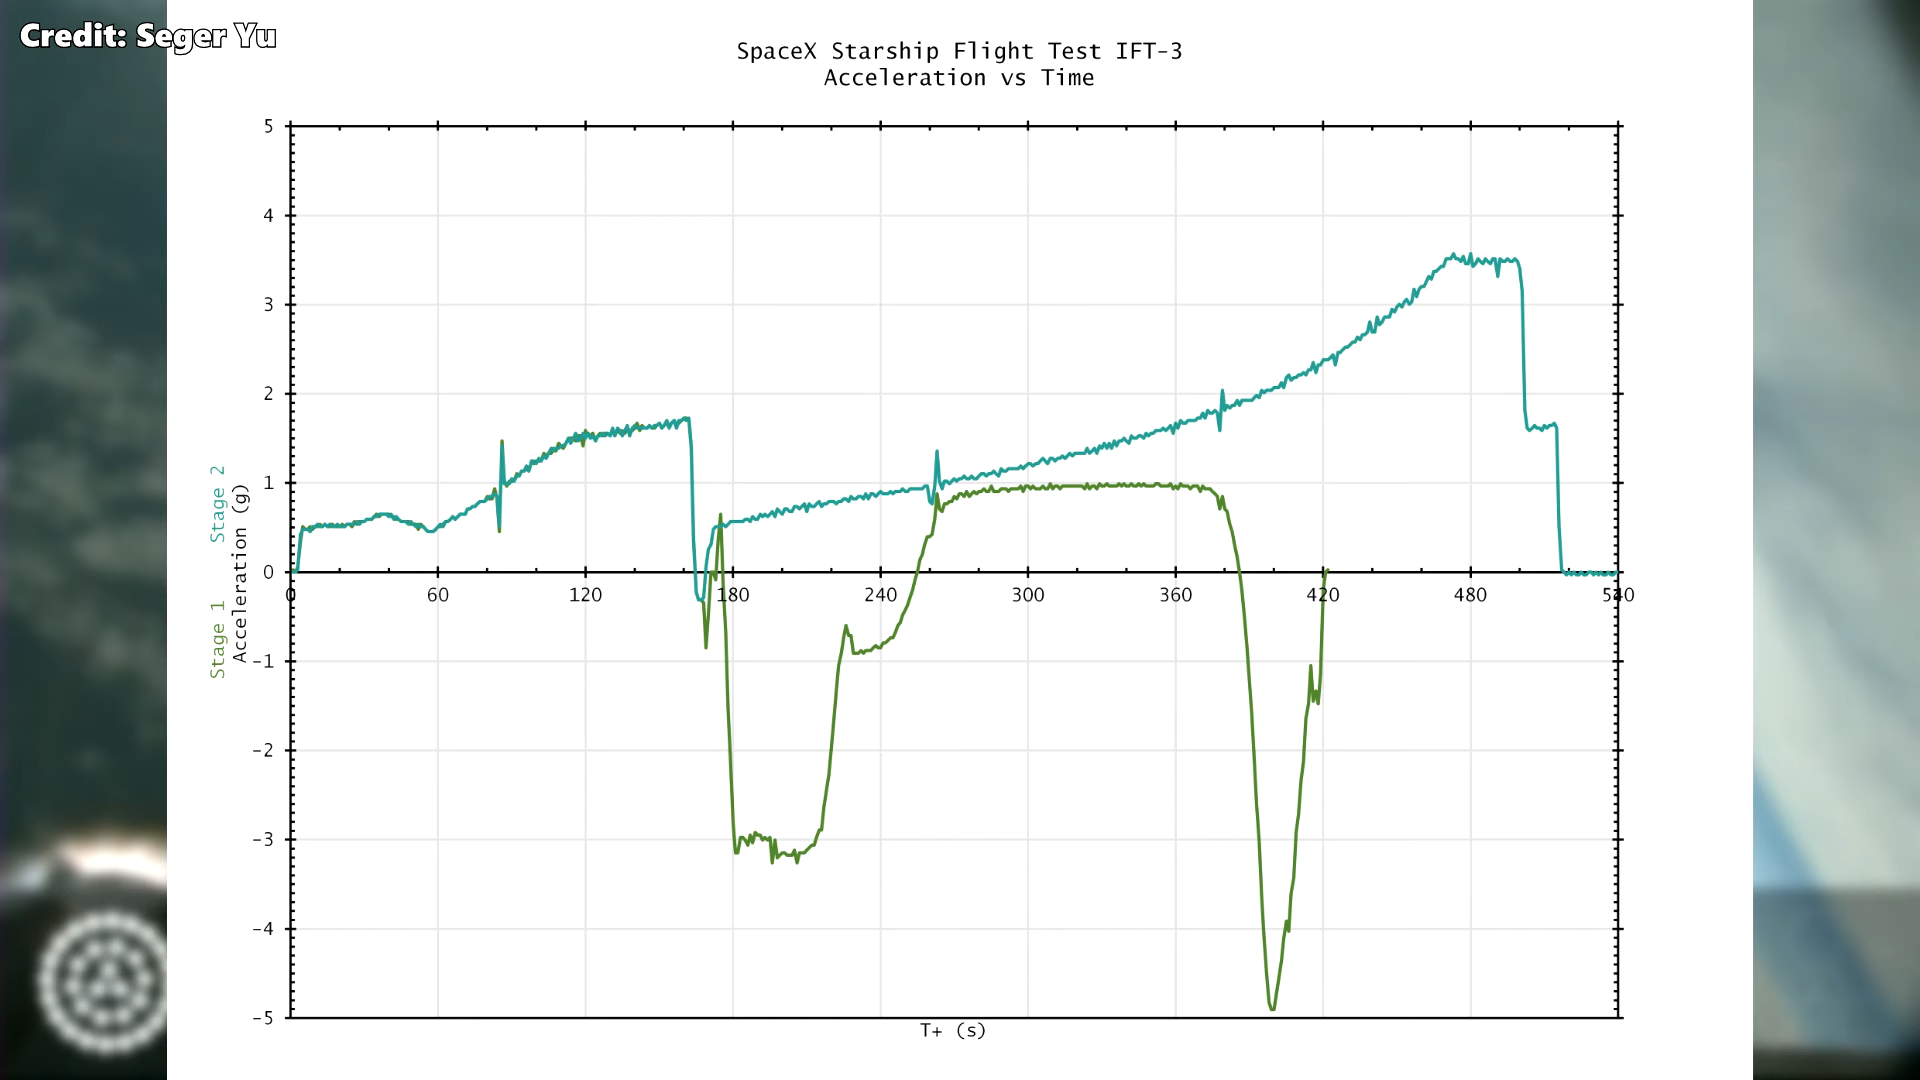 Credit: Seger Yu
SpaceX Starship Flight Test IFT-3
Acceleration vs Time
5
4
3
2
1
0
-1
-2
-3
-4
-5
Stage 1 Stage 2
Acceleration (g)
0 60 120 180 240 300 360 420 480 540
T+ (s)